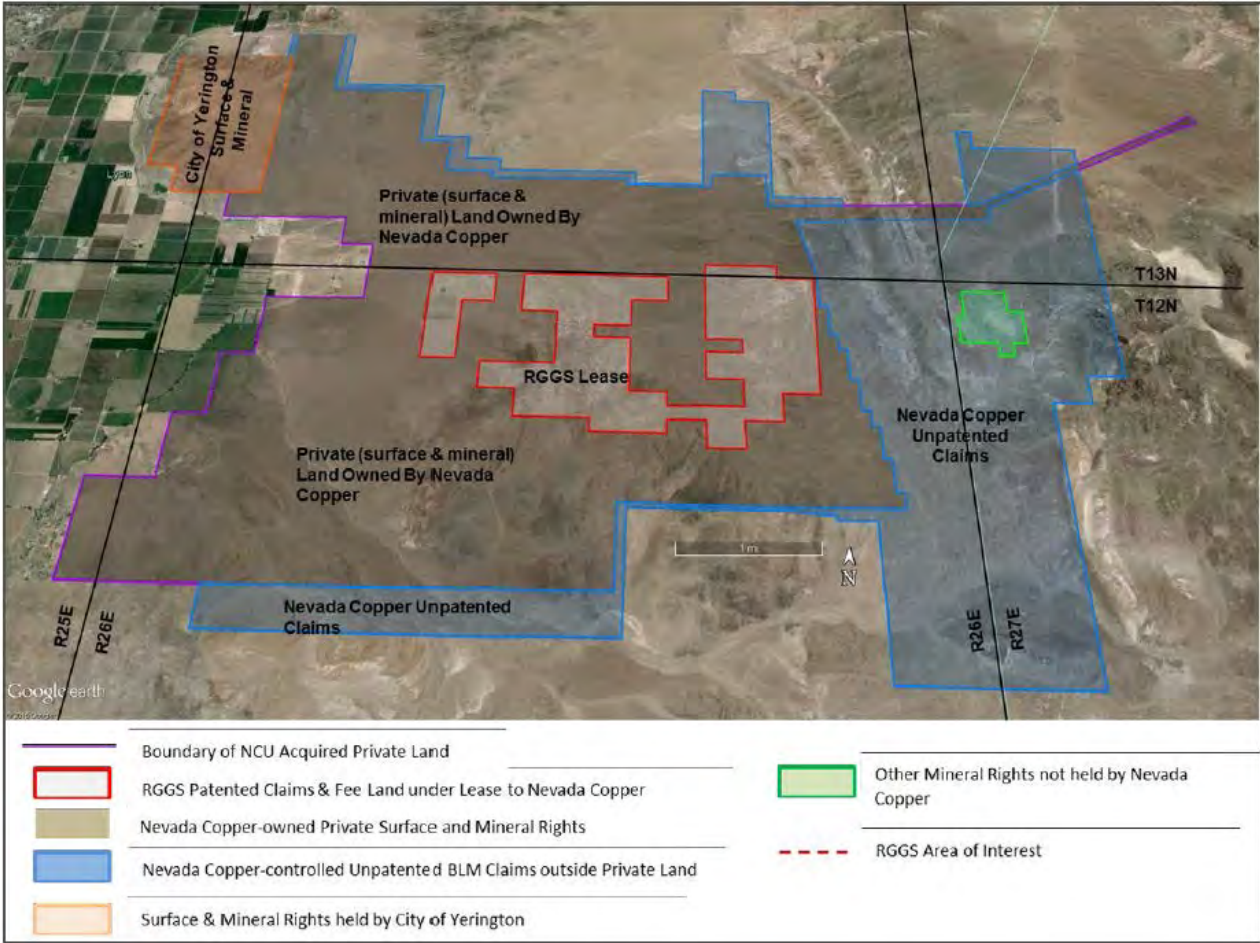 City of Yerington
Surface &
Mineral
Lyon
Private (surface &
mineral) Land Owned By
Nevada Copper
T13N
T12N
RGGS Lease
Nevada Copper
Unpatented
Claims
Private (surface & mineral)
Land Owned By Nevada
Copper
1 mi
N
Nevada Copper Unpatented
Claims
R25E
R26E
R26E
R27E
Google earth
Boundary of NCU Acquired Private Land
RGGS Patented Claims & Fee Land under Lease to Nevada Copper
Nevada Copper-owned Private Surface and Mineral Rights
Nevada Copper-controlled Unpatented BLM Claims outside Private Land
Surface & Mineral Rights held by City of Yerington
Other Mineral Rights not held by Nevada
Copper
RGGS Area of Interest